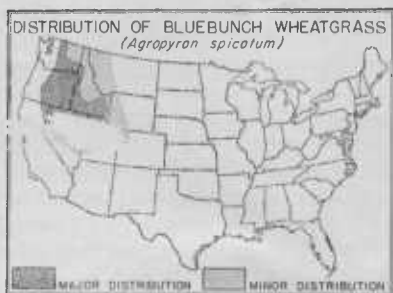 DISTRIBUTION OF BLUEBUNCH WHEATGRASS
(Agropyron spicatum)
MAJOR DISTRIBUTION MINOR DISTRIBUTION